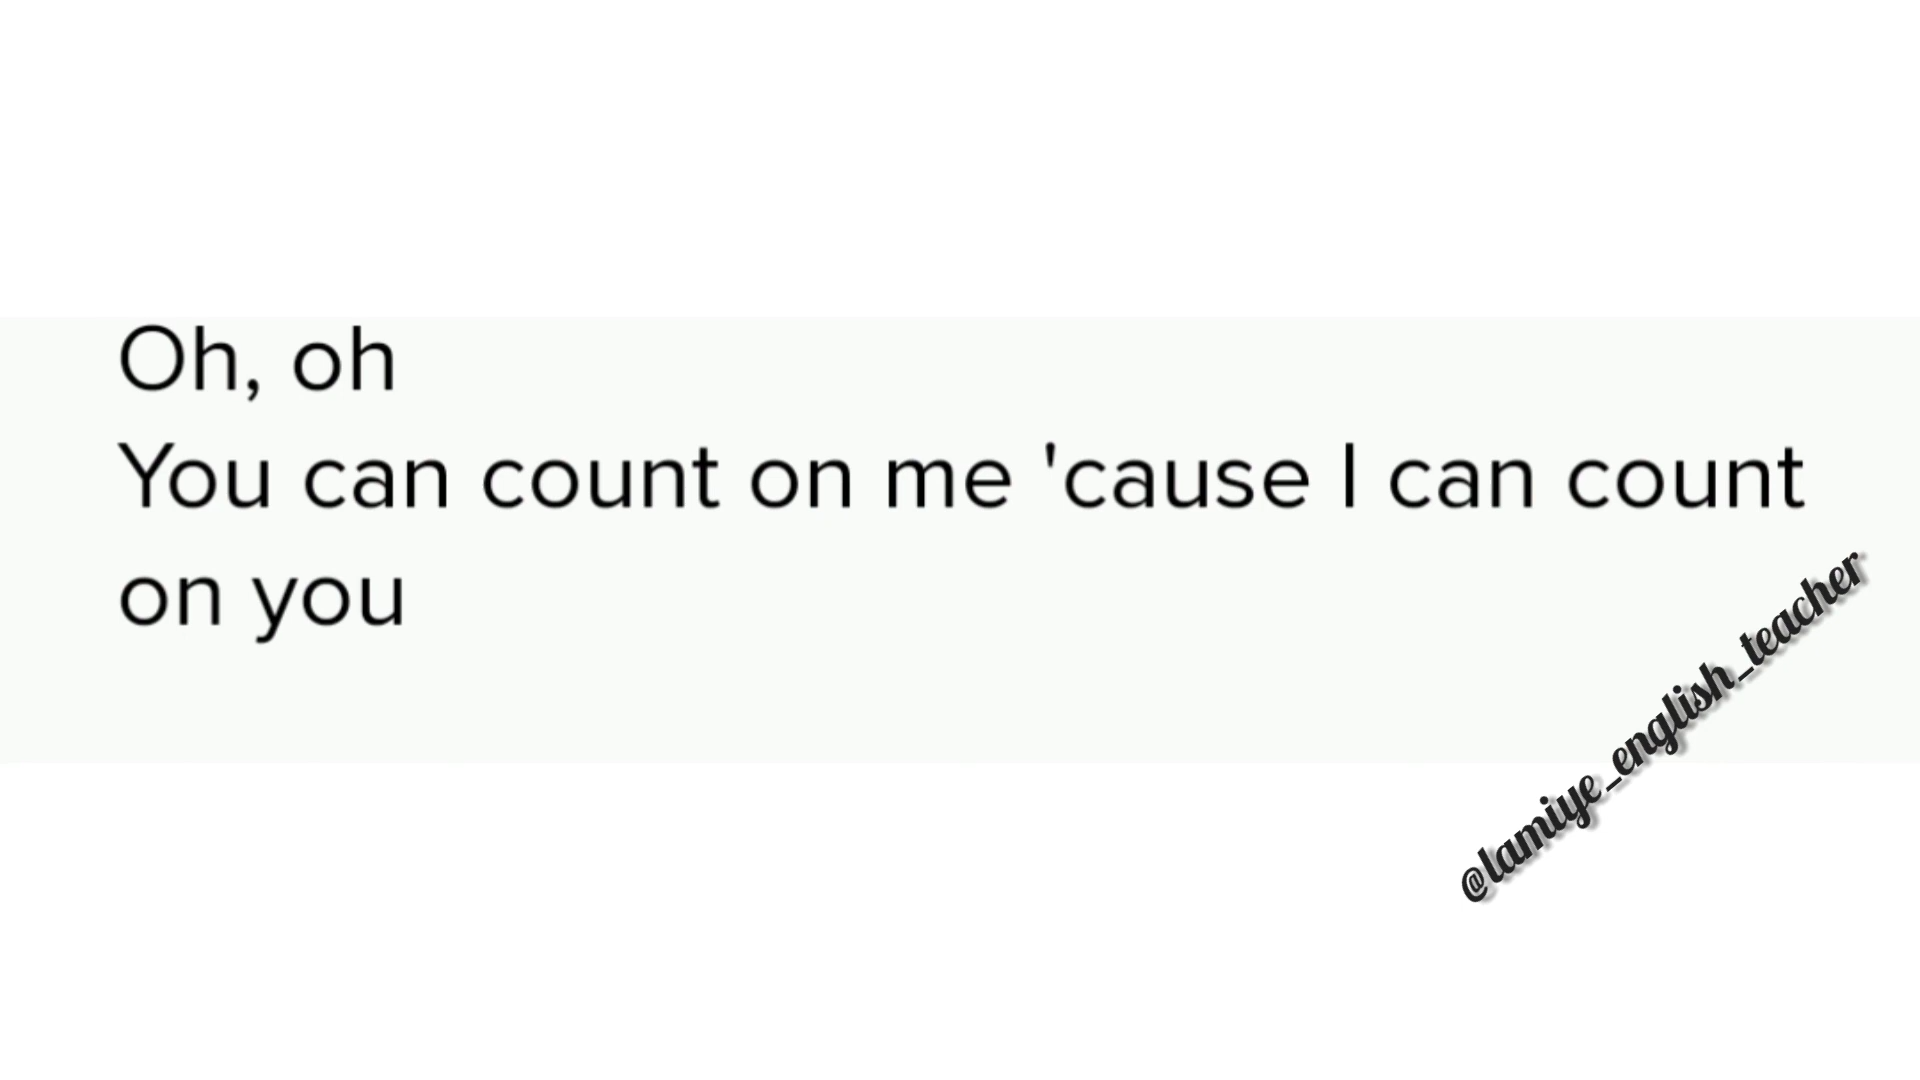 Oh, oh
You can count on me 'cause I can count
on you
@lamiye_english_teacher